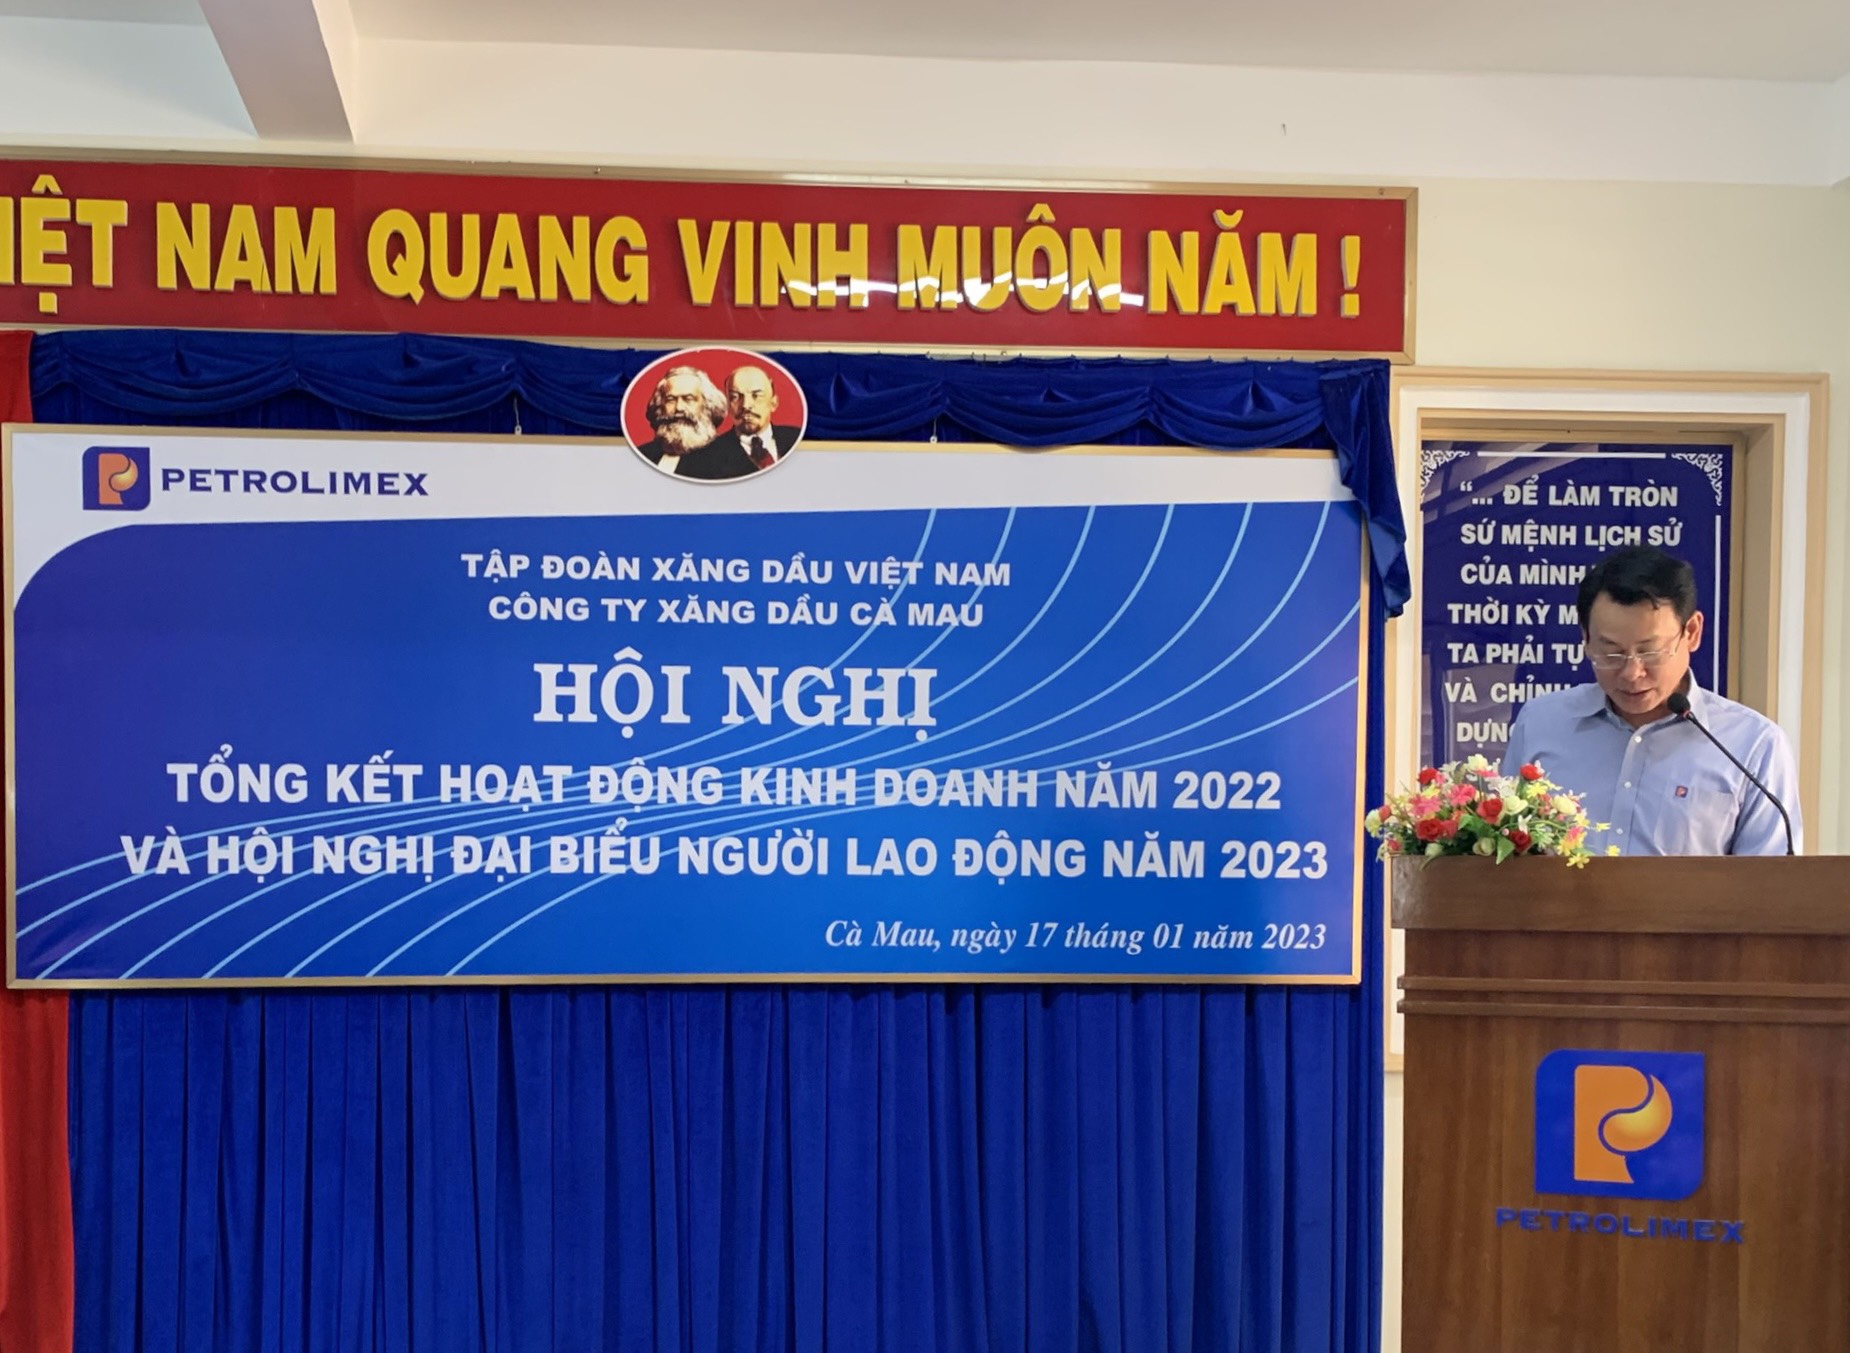 VIỆT NAM QUANG VINH MUÔN NĂM !
PETROLIMEX
TẬP ĐOÀN XĂNG DẦU VIỆT NAM
CÔNG TY XĂNG DẦU CÀ MAU
HỘI NGHỊ
TỔNG KẾT HOẠT ĐỘNG KINH DOANH NĂM 2022
VÀ HỘI NGHỊ ĐẠI BIỂU NGƯỜI LAO ĐỘNG NĂM 2023
Cà Mau, ngày 17 tháng 01 năm 2023
“... ĐỂ LÀM TRÒN
SỨ MỆNH LỊCH SỬ
CỦA MÌNH
THỜI KỲ
TA PHẢI TỰ
VÀ CHỈNH
DỰNG
PETROLIMEX